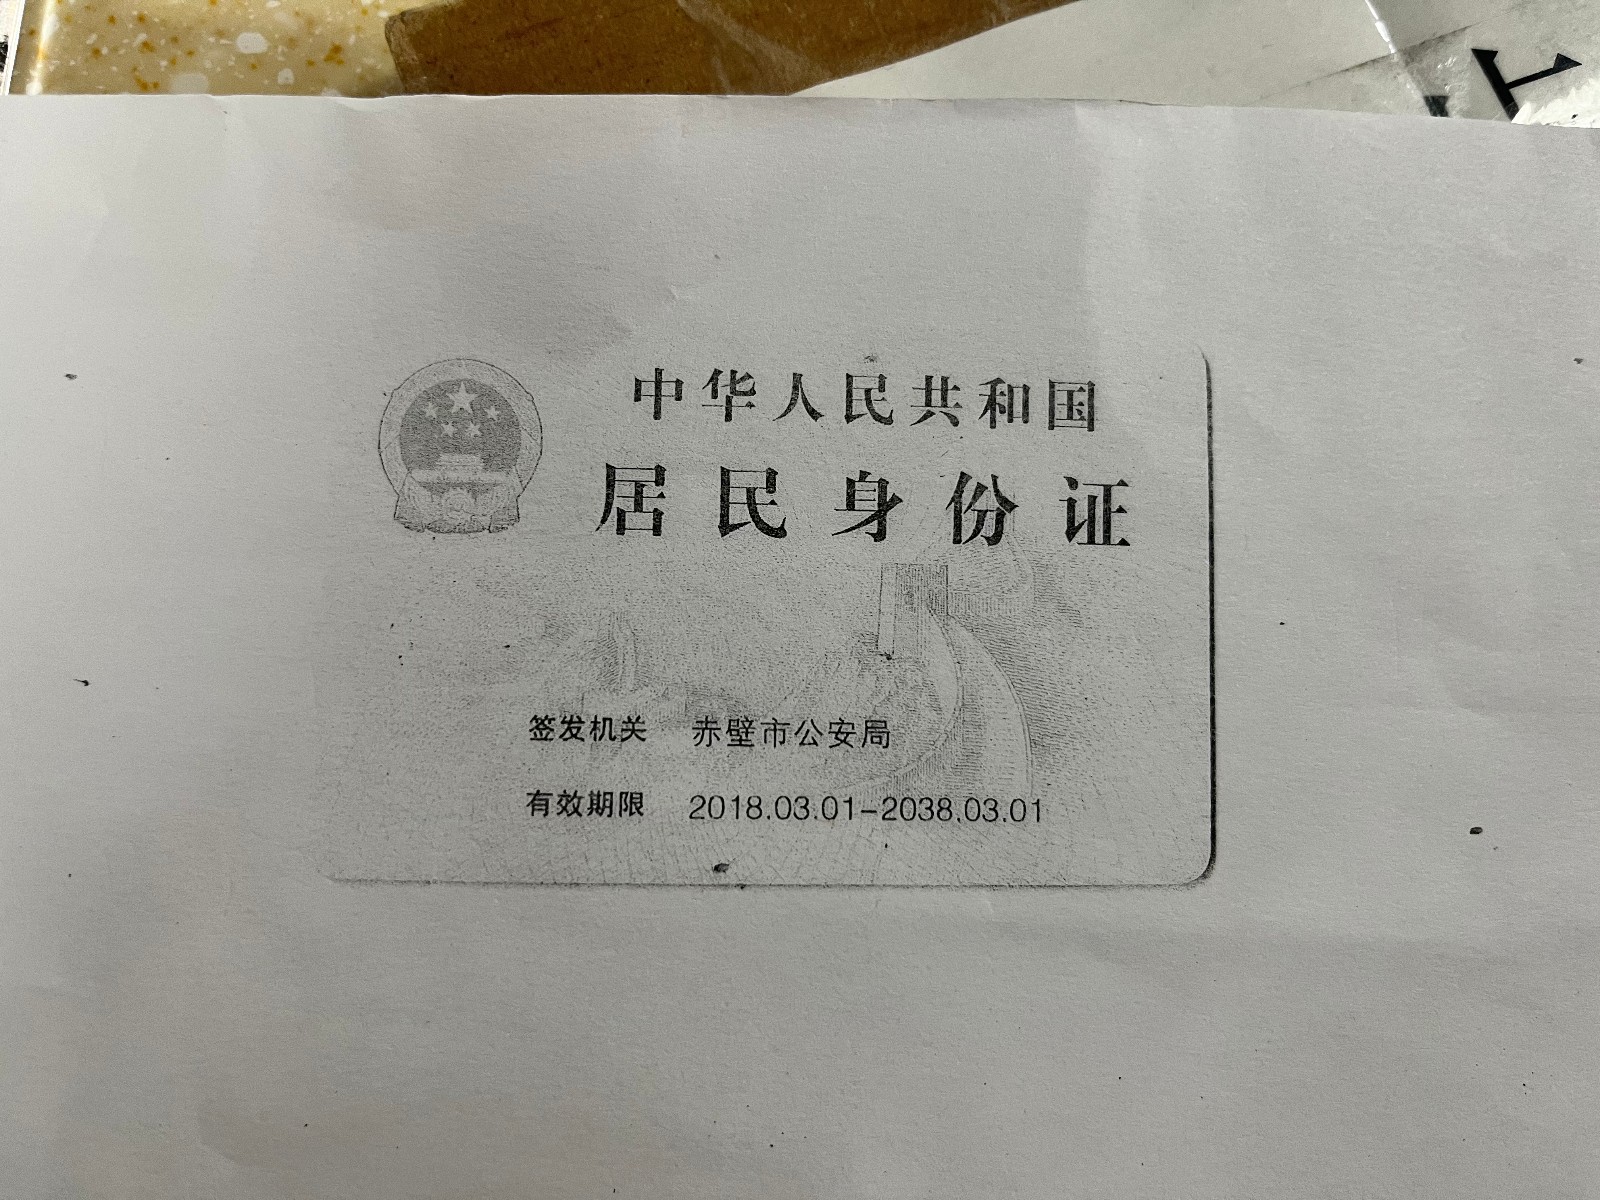 中华人民共和国
居民身份证
签发机关 赤壁市公安局
有效期限 2018.03.01-2038.03.01